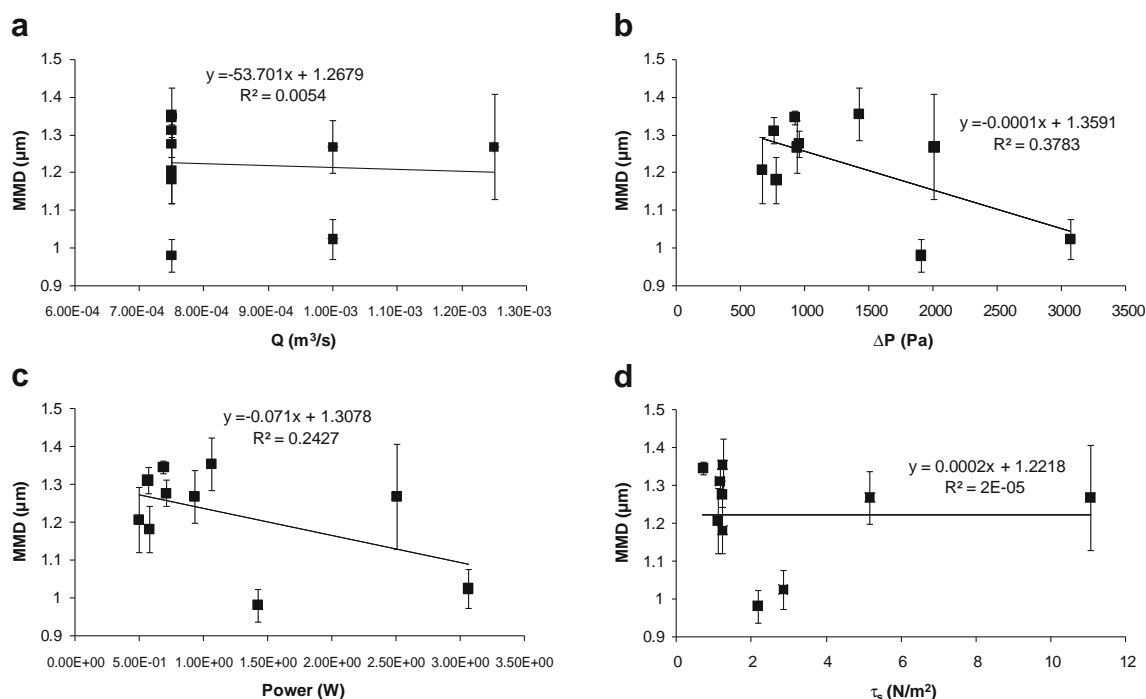 a
1.5
1.4
1.3
1.2
1.1
1
0.9
MMD (µm)
y =-53.701x + 1.2679
R² = 0.0054
6.00E-04 7.00E-04 8.00E-04 9.00E-04 1.00E-03 1.10E-03 1.20E-03 1.30E-03
Q (m³/s)
b
1.5
1.4
1.3
1.2
1.1
1
0.9
MMD (µm)
y=-0.0001x + 1.3591
R² = 0.3783
0 500 1000 1500 2000 2500 3000 3500
ΔP (Pa)
c
1.5
1.4
1.3
1.2
1.1
1
0.9
MMD (µm)
y=-0.071x + 1.3078
R² = 0.2427
0.00E+00 5.00E-01 1.00E+00 1.50E+00 2.00E+00 2.50E+00 3.00E+00 3.50E+00
Power (W)
d
1.5
1.4
1.3
1.2
1.1
1
0.9
MMD (µm)
y = 0.0002x + 1.2218
R² = 2E-05
0 2 4 6 8 10 12
τs (N/m²)